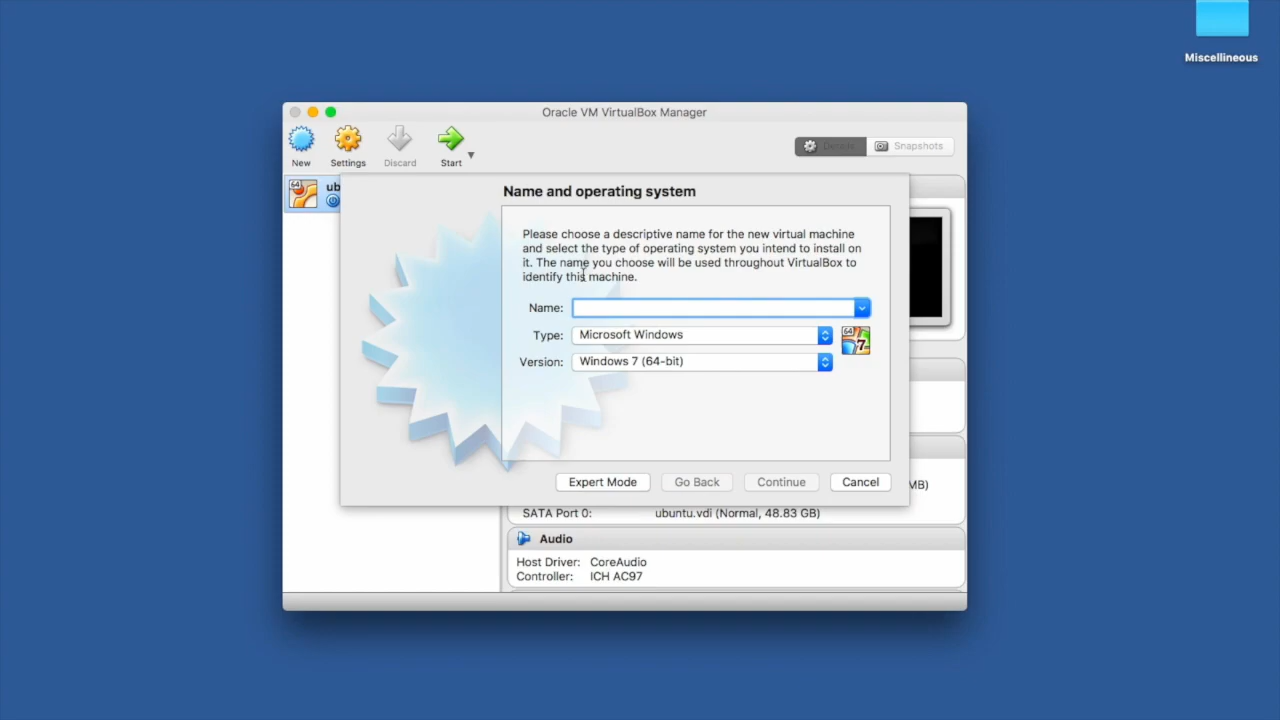 Miscellineous
Oracle VM VirtualBox Manager
New
Settings
Discard
Start
Details
Snapshots
64
ub
Name and operating system
Please choose a descriptive name for the new virtual machine
and select the type of operating system you intend to install on
it. The name you choose will be used throughout VirtualBox to
identify this machine.
Name:
Type: Microsoft Windows
64
7
Version: Windows 7 (64-bit)
Expert Mode
Go Back
Continue
Cancel
MB)
SATA Port 0: ubuntu.vdi (Normal, 48.83 GB)
Audio
Host Driver: CoreAudio
Controller: ICH AC97